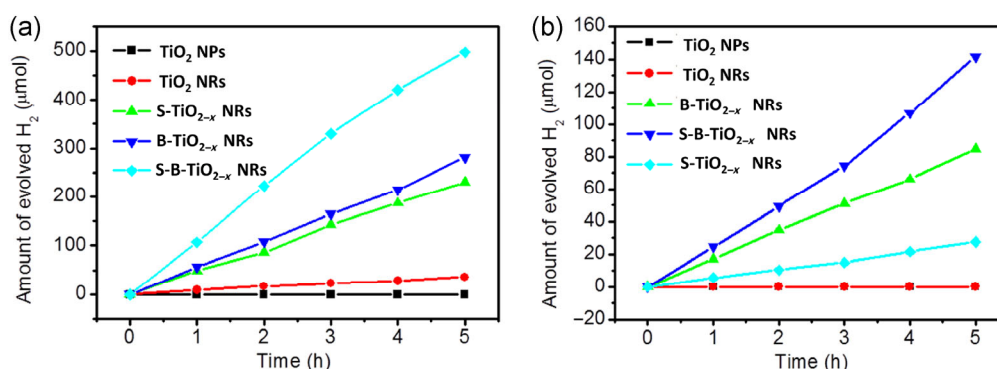 (a)
Amount of evolved H₂ (μmol)
500
400
300
200
100
0
TiO₂ NPs
TiO₂ NRs
S-TiO₂₋ₓ NRs
B-TiO₂₋ₓ NRs
S-B-TiO₂₋ₓ NRs
0 1 2 3 4 5
Time (h)
(b)
Amount of evolved H₂ (μmol)
160
140
120
100
80
60
40
20
0
−20
TiO₂ NPs
TiO₂ NRs
B-TiO₂₋ₓ NRs
S-B-TiO₂₋ₓ NRs
S-TiO₂₋ₓ NRs
0 1 2 3 4 5
Time (h)